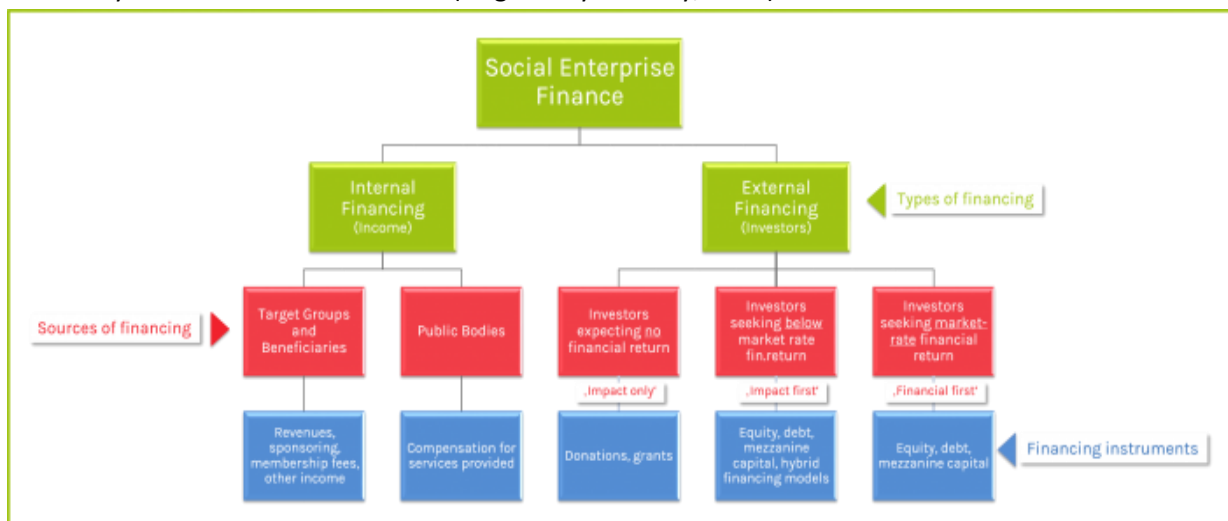 Social Enterprise
Finance
Internal
Financing
(Income)
External
Financing
(Investors)
Types of financing
Sources of financing
Target Groups
and
Beneficiaries
Public Bodies
Investors
expecting no
financial return
Investors
seeking below
market rate
fin.return
Investors
seeking market-
rate financial
return
‚Impact only‘
‚Impact first‘
‚Financial first‘
Revenues,
sponsoring,
membership fees,
other income
Compensation for
services provided
Donations, grants
Equity, debt,
mezzanine
capital, hybrid
financing models
Equity, debt,
mezzanine capital
Financing instruments